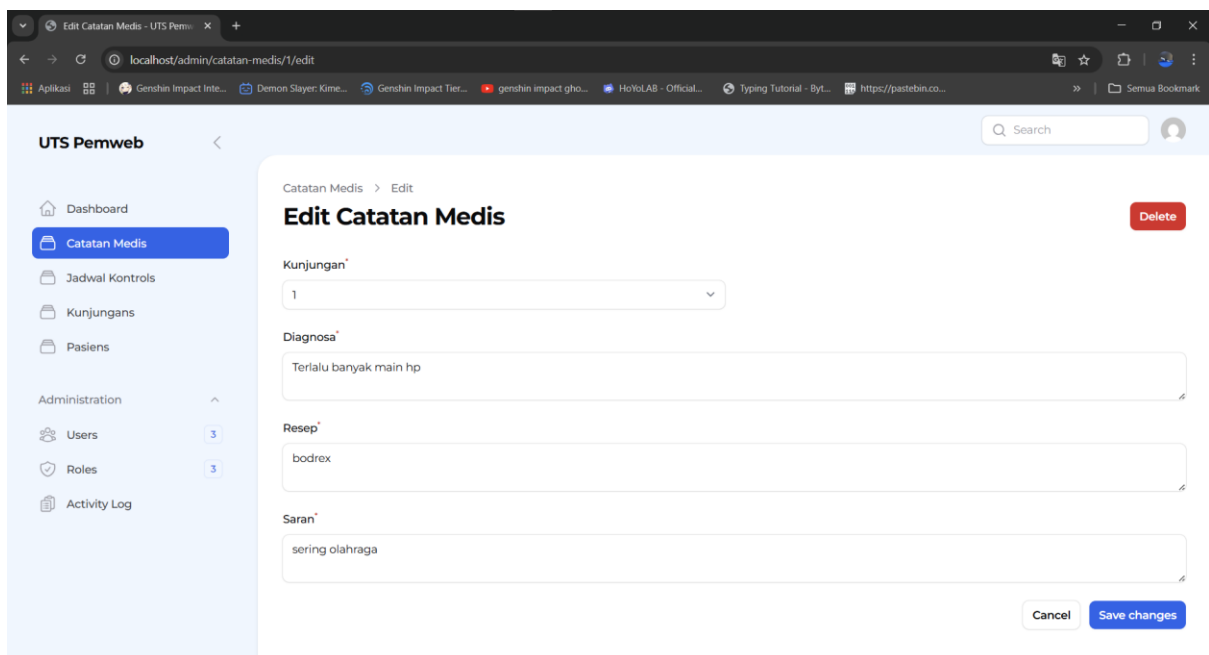 Edit Catatan Medis - UTS Pemw
localhost/admin/catatan-medis/1/edit
Aplikasi
Genshin Impact Inte...
Demon Slayer: Kime...
Genshin Impact Tier...
genshin impact gho...
HoYoLAB - Official...
Typing Tutorial - Byt...
https://pastebin.co...
»
Semua Bookmark
UTS Pemweb
Search
Dashboard
Catatan Medis
Jadwal Kontrols
Kunjungans
Pasiens
Administration
Users 3
Roles 3
Activity Log
Catatan Medis > Edit
Edit Catatan Medis
Delete
Kunjungan*
1
Diagnosa*
Terlalu banyak main hp
Resep*
bodrex
Saran*
sering olahraga
Cancel
Save changes